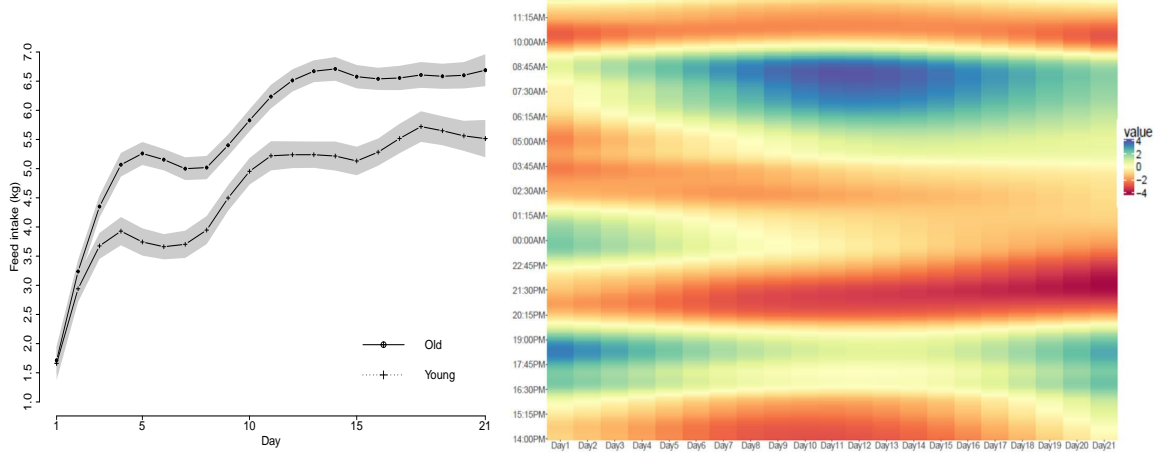 7.0
6.5
6.0
5.5
5.0
4.5
4.0
3.5
3.0
2.5
2.0
1.5
1.0
Feed intake (kg)
Old
Young
1 5 10 15 21
Day
11:15AM
10:00AM
08:45AM
07:30AM
06:15AM
05:00AM
03:45AM
02:30AM
01:15AM
00:00AM
22:45PM
21:30PM
20:15PM
19:00PM
17:45PM
16:30PM
15:15PM
14:00PM
Day1 Day2 Day3 Day4 Day5 Day6 Day7 Day8 Day9 Day10 Day11 Day12 Day13 Day14 Day15 Day16 Day17 Day18 Day19 Day20 Day21
value
4
2
0
−2
−4